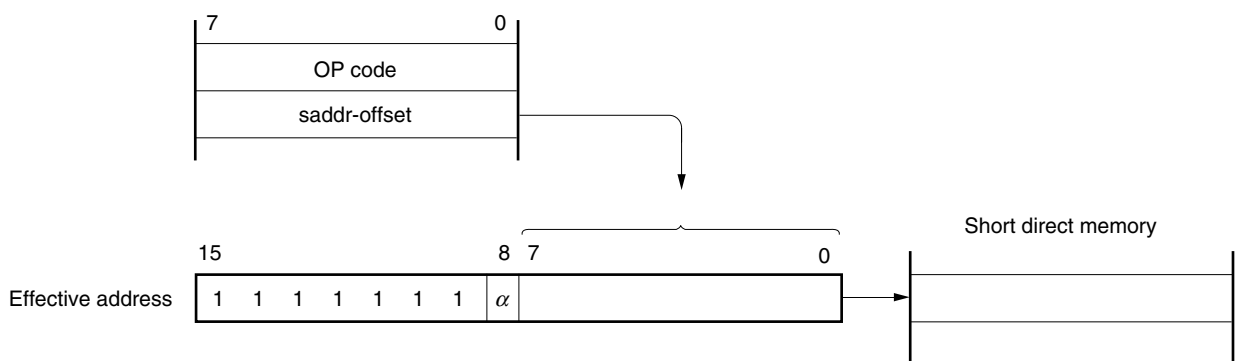 7 0
OP code
saddr-offset
Short direct memory
15 8 7 0
Effective address 1 1 1 1 1 1 1 α